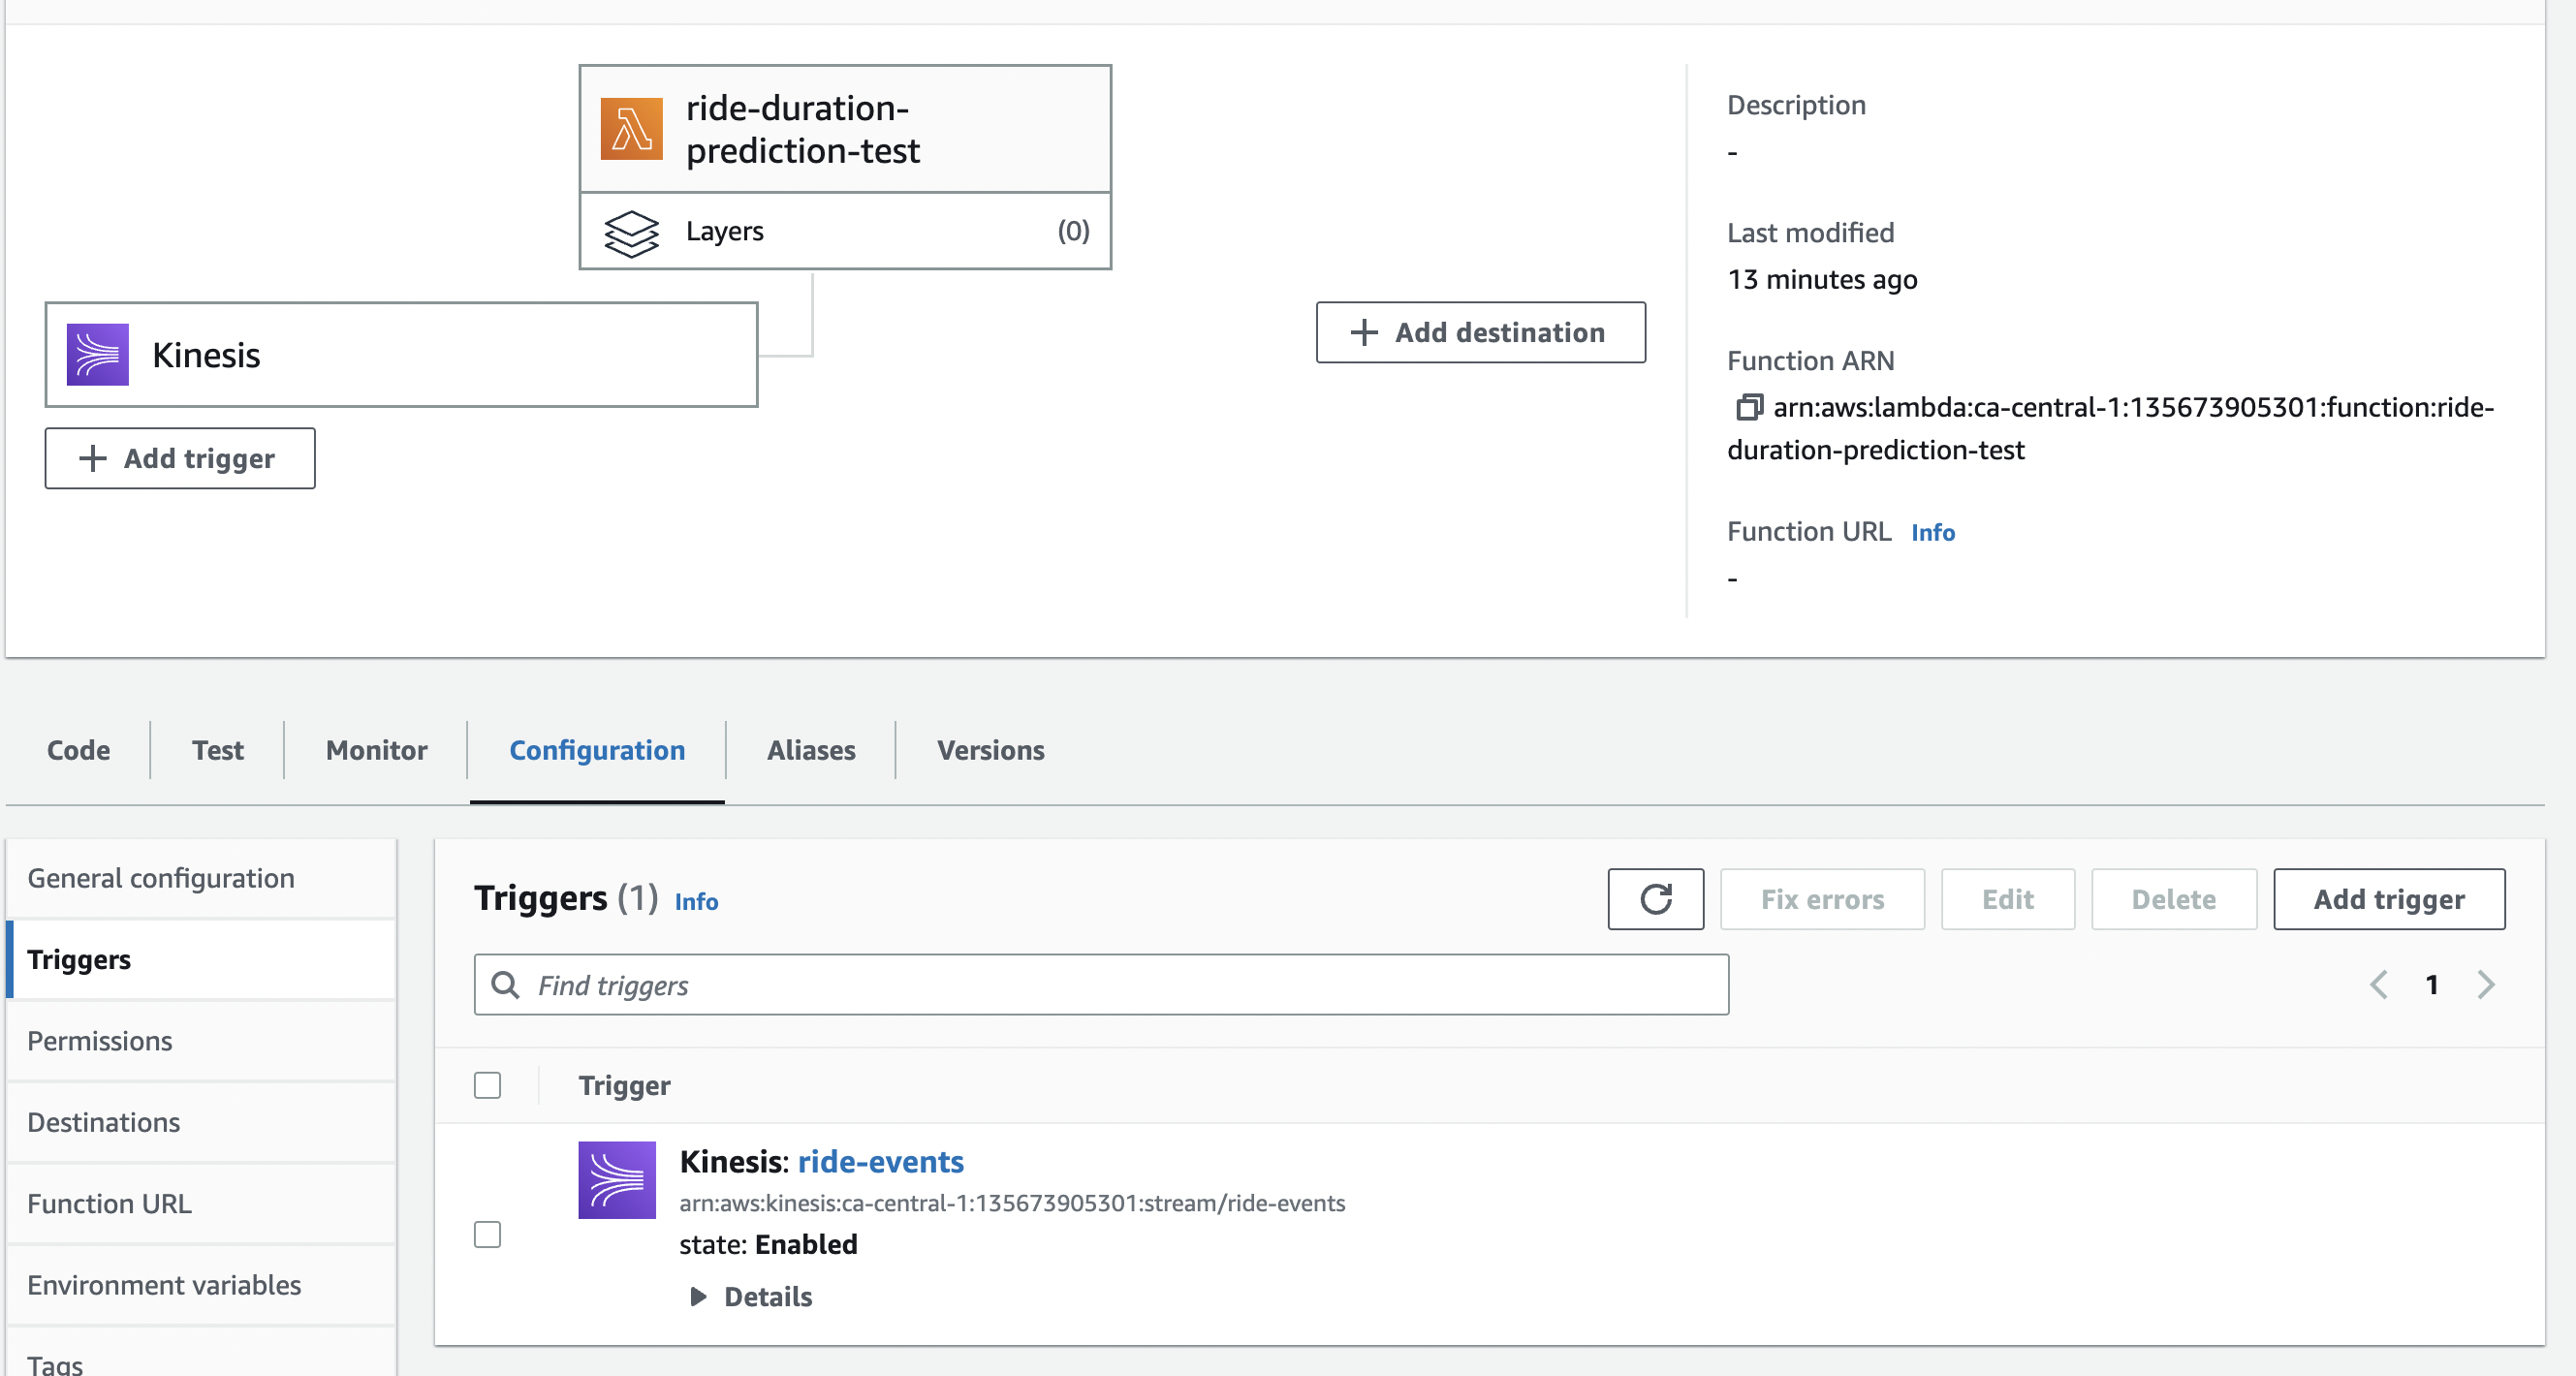 ride-duration-
prediction-test
Layers (0)
Kinesis
+ Add trigger
+ Add destination
Description
-
Last modified
13 minutes ago
Function ARN
arn:aws:lambda:ca-central-1:135673905301:function:ride-
duration-prediction-test
Function URL Info
-
Code Test Monitor Configuration Aliases Versions
General configuration
Triggers
Permissions
Destinations
Function URL
Environment variables
Tags
Triggers (1) Info
Fix errors Edit Delete Add trigger
Find triggers
1
Trigger
Kinesis: ride-events
arn:aws:kinesis:ca-central-1:135673905301:stream/ride-events
state: Enabled
Details